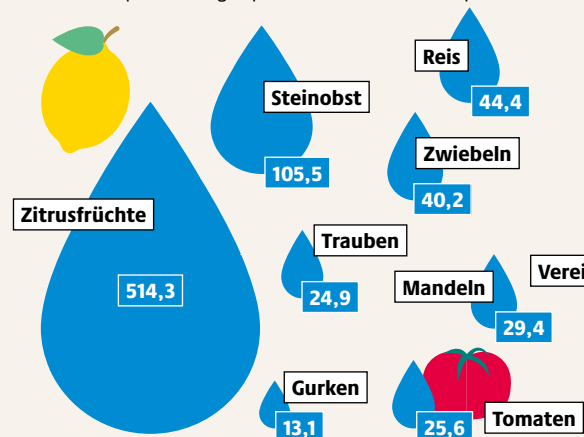 Reis
44,4
Steinobst
105,5
Zwiebeln
40,2
Zitrusfrüchte
514,3
Trauben
24,9
Mandeln
29,4
Gurken
13,1
Tomaten
25,6